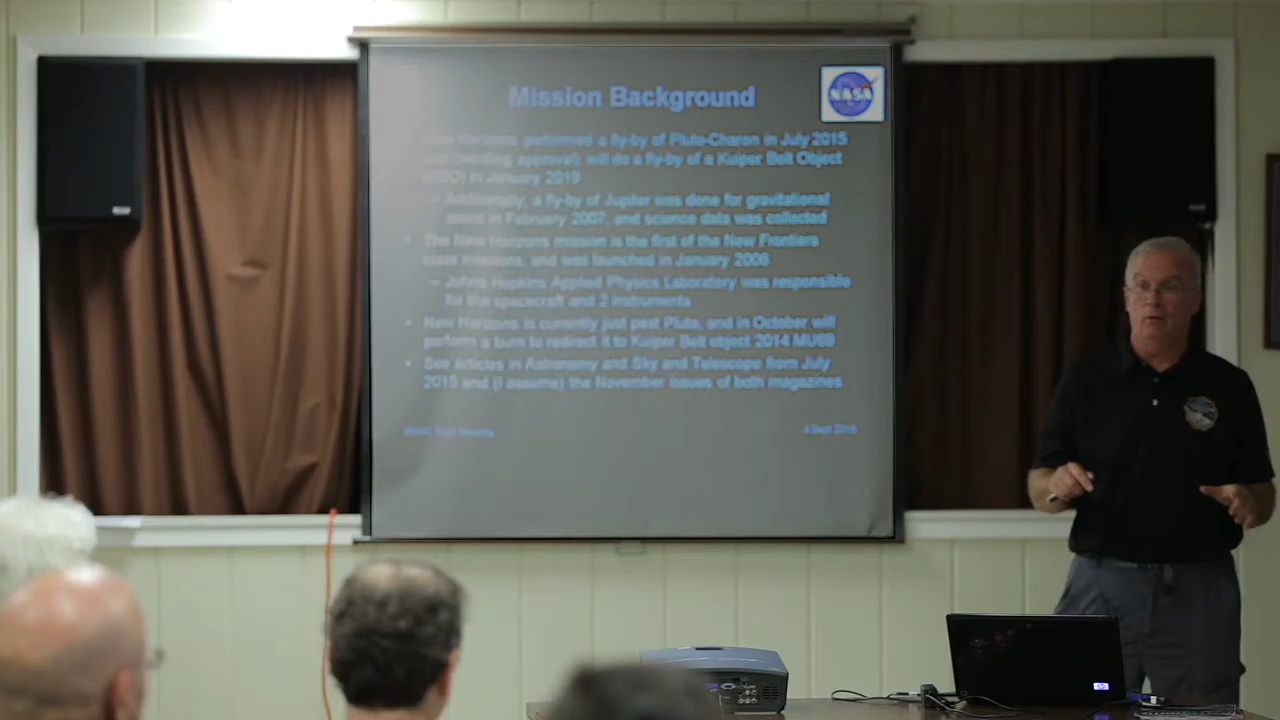 Mission Background
NASA
Horizons performed a fly-by of Pluto-Charon in July 2015
(pending approval) will do a fly-by of a Kuiper Belt Object
(KBO) in January 2019
– Additionally, a fly-by of Jupiter was done for gravitational
assist in February 2007, and science data was collected
• The New Horizons mission is the first of the New Frontiers
class missions, and was launched in January 2006
– Johns Hopkins Applied Physics Laboratory was responsible
for the spacecraft and 2 instruments
• New Horizons is currently just past Pluto, and in October will
perform a burn to redirect it to Kuiper Belt object 2014 MU69
• See articles in Astronomy and Sky and Telescope from July
2015 and (I assume) the November issues of both magazines
4 Sept 2015